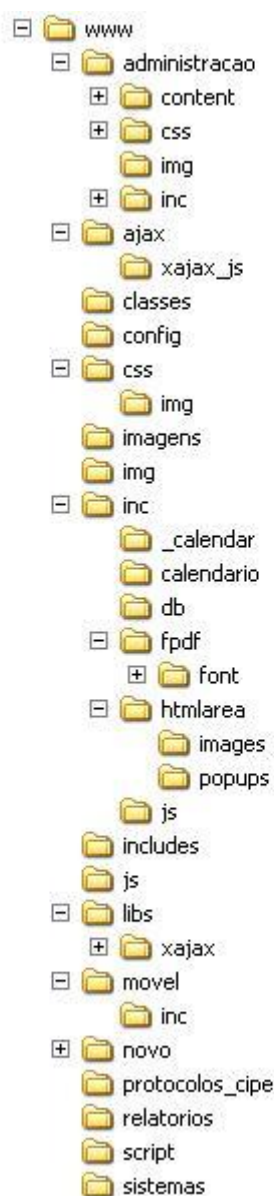 www
administracao
content
css
img
inc
ajax
xajax_js
classes
config
css
img
imagens
img
inc
_calendar
calendario
db
fpdf
font
htmlarea
images
popups
js
includes
js
libs
xajax
movel
inc
novo
protocolos_cipe
relatorios
script
sistemas